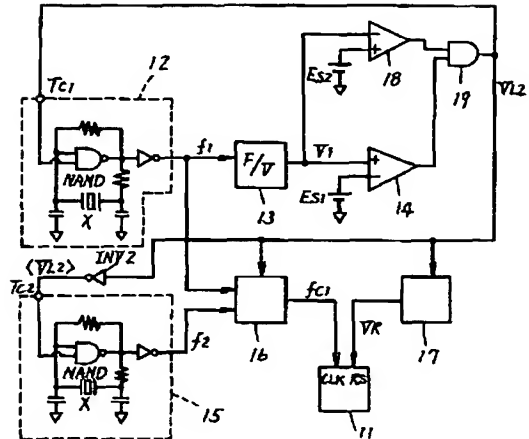 12
TC1
NAND
X
f1
F/V
13
V1
ES2
18
19
VL2
14
ES1
⟨VL2⟩
INV2
TC2
NAND
X
f2
15
16
fC1
VR
17
CLK RS
11